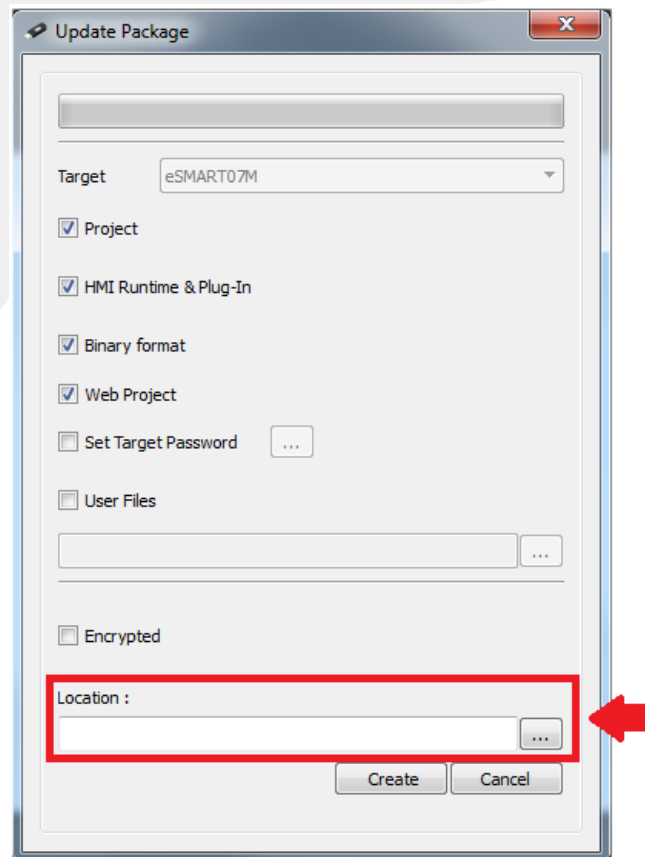 Update Package
Target eSMART07M
Project
HMI Runtime & Plug-In
Binary format
Web Project
Set Target Password ...
User Files
...
Encrypted
Location :
...
Create Cancel